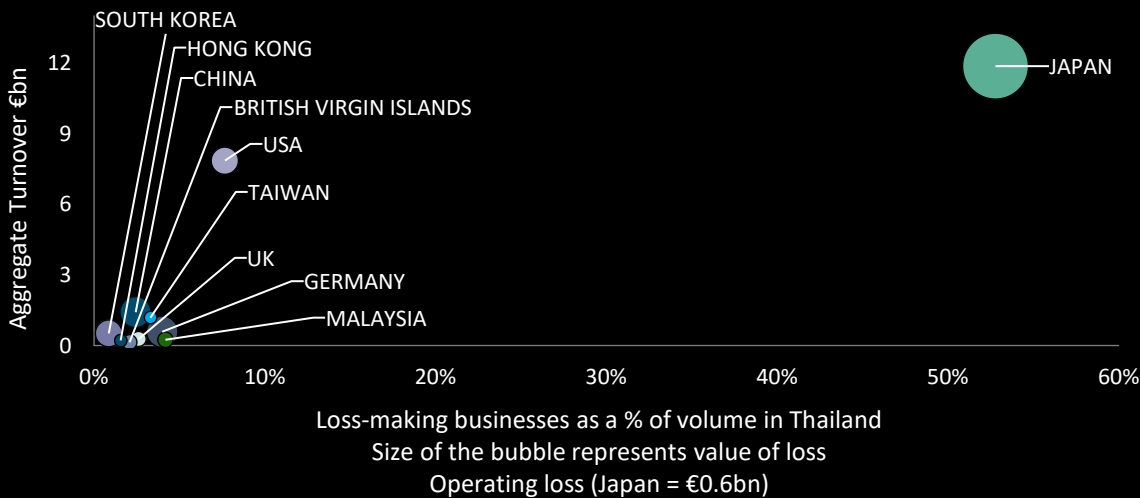 SOUTH KOREA
HONG KONG
CHINA
BRITISH VIRGIN ISLANDS
USA
TAIWAN
UK
GERMANY
MALAYSIA
JAPAN
Aggregate Turnover €bn
12
9
6
3
0
0%
10%
20%
30%
40%
50%
60%
Loss-making businesses as a % of volume in Thailand
Size of the bubble represents value of loss
Operating loss (Japan = €0.6bn)